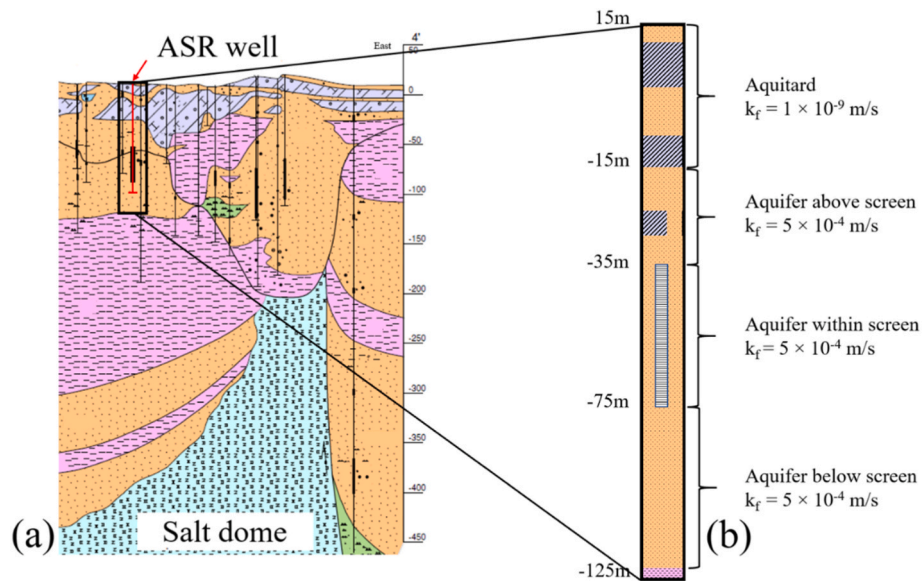 ASR well
East
4'
50
0
-50
-100
-150
-200
-250
-300
-350
-400
-450
(a)
Salt dome
15m
-15m
-35m
-75m
-125m
Aquitard
kf = 1 × 10-9 m/s
Aquifer above screen
kf = 5 × 10-4 m/s
Aquifer within screen
kf = 5 × 10-4 m/s
Aquifer below screen
kf = 5 × 10-4 m/s
(b)